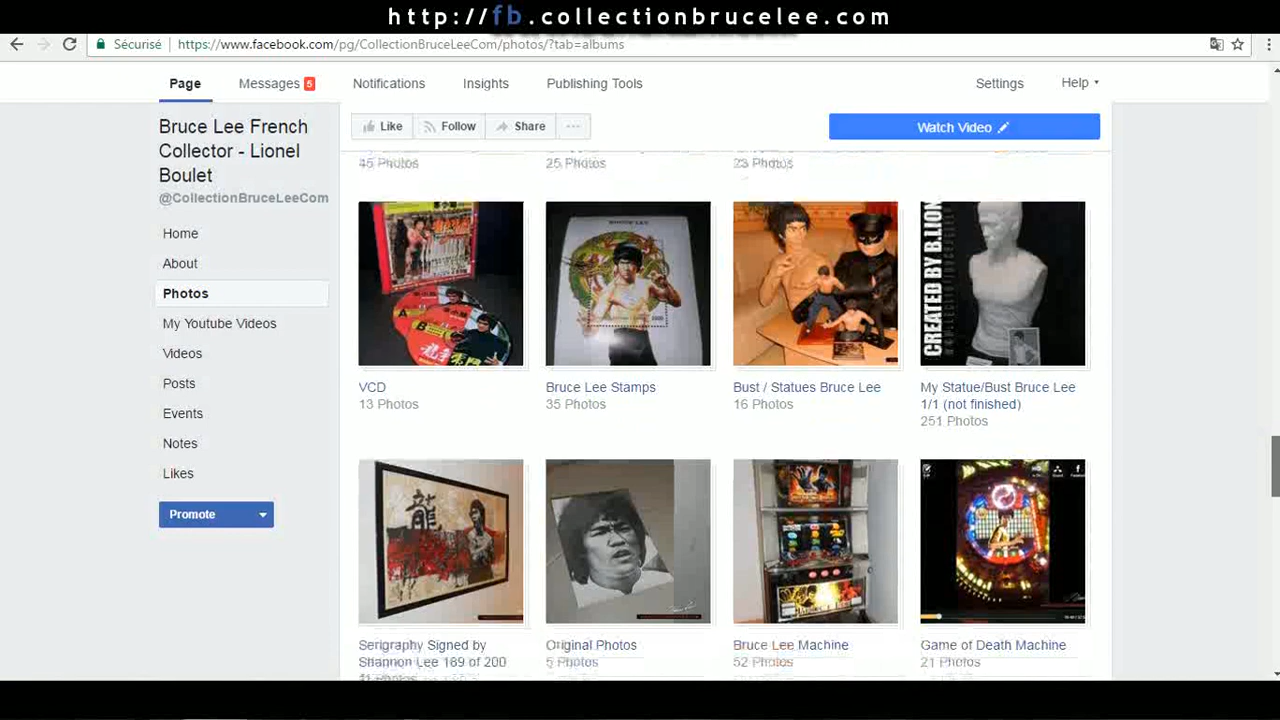 http://fb.collectionbrucelee.com
Sécurisé https://www.facebook.com/pg/CollectionBruceLeeCom/photos/?tab=albums
Page Messages 5 Notifications Insights Publishing Tools Settings Help
Bruce Lee French
Collector - Lionel
Boulet
@CollectionBruceLeeCom
Like Follow Share ...
Watch Video
Home
About
Photos
My Youtube Videos
Videos
Posts
Events
Notes
Likes
Promote
45 Photos 25 Photos 23 Photos
BRUCE LEE
CREATED BY B.LION
VCD
13 Photos
Bruce Lee Stamps
35 Photos
Bust / Statues Bruce Lee
16 Photos
My Statue/Bust Bruce Lee
1/1 (not finished)
251 Photos
龍
Serigraphy Signed by
Shannon Lee 169 of 200
Original Photos
5 Photos
Bruce Lee Machine
52 Photos
Game of Death Machine
21 Photos